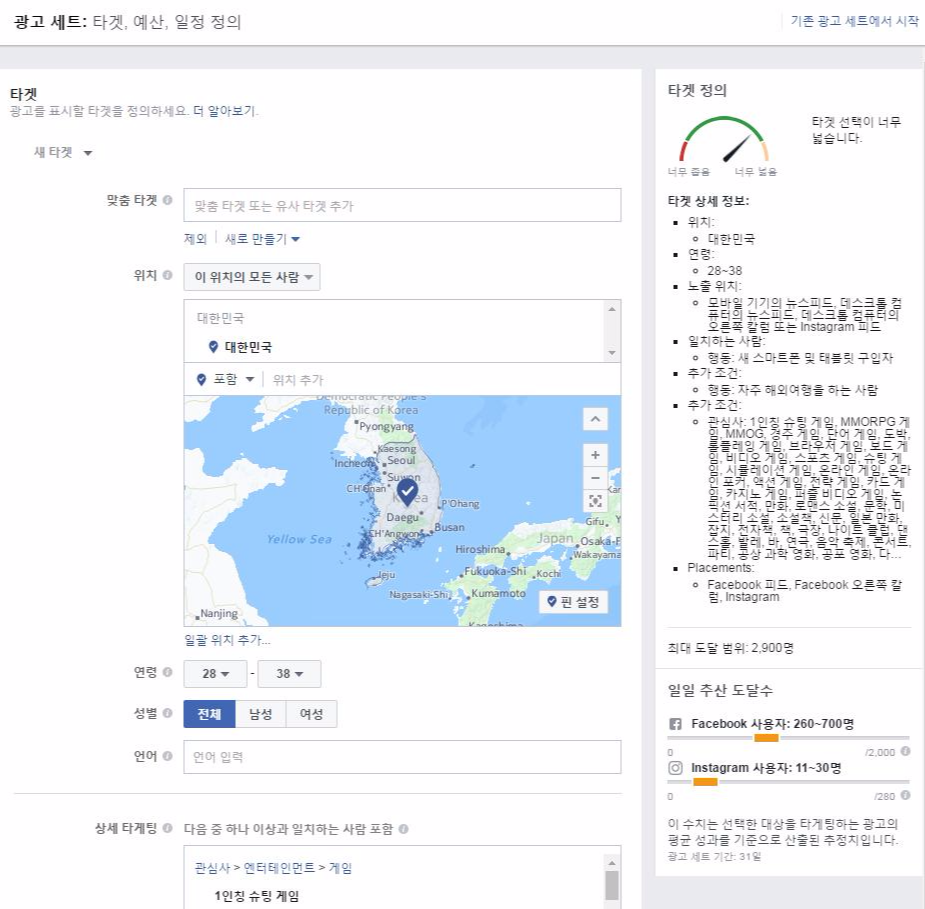 광고 세트: 타겟, 예산, 일정 정의
기존 광고 세트에서 시작
타겟
광고를 표시할 타겟을 정의하세요. 더 알아보기.
새 타겟
맞춤 타겟
맞춤 타겟 또는 유사 타겟 추가
제외 | 새로 만들기
위치
이 위치의 모든 사람
대한민국
대한민국
포함 | 위치 추가
Democratic People's
Republic of Korea
Pyongyang
Kaesong
Incheon Seoul
Suwon
CH'Onan
Korea
P'Ohang
Daegu
CH'Angwon Busan
Yellow Sea
Jeju
Hiroshima
Japan
Gifu
Osaka-F
Wakayama
Fukuoka-Shi
Kochi
Nagasaki-Shi
Kumamoto
Kagoshima
Nanjing
핀 설정
일괄 위치 추가...
연령
28 - 38
성별
전체 남성 여성
언어
언어 입력
상세 타게팅
다음 중 하나 이상과 일치하는 사람 포함
관심사 > 엔터테인먼트 > 게임
1인칭 슈팅 게임
타겟 정의
타겟 선택이 너무
넓습니다.
너무 좁음 너무 넓음
타겟 상세 정보:
위치:
대한민국
연령:
28~38
노출 위치:
모바일 기기의 뉴스피드, 데스크톱 컴
퓨터의 뉴스피드, 데스크톱 컴퓨터의
오른쪽 칼럼 또는 Instagram 피드
일치하는 사람:
행동: 새 스마트폰 및 태블릿 구입자
추가 조건:
행동: 자주 해외여행을 하는 사람
추가 조건:
관심사: 1인칭 슈팅 게임, MMORPG 게
임, MMOG, 경주 게임, 단어 게임, 도박,
롤플레잉 게임, 브라우저 게임, 보드 게
임, 비디오 게임, 스포츠 게임, 슈팅 게
임, 시뮬레이션 게임, 온라인 게임, 온라
인 포커, 액션 게임, 전략 게임, 카드 게
임, 카지노 게임, 퍼즐 비디오 게임, 논
픽션 서적, 만화, 로맨스 소설, 문학, 미
스터리 소설, 소설책, 신문, 일본 만화,
잡지, 전자책, 책, 극장, 나이트 클럽, 댄
스홀, 발레, 바, 연극, 음악 축제, 콘서트,
파티, 공상 과학 영화, 공포 영화, 다...
Placements:
Facebook 피드, Facebook 오른쪽 칼
럼, Instagram
최대 도달 범위: 2,900명
일일 추산 도달수
Facebook 사용자: 260~700명
0 /2,000
Instagram 사용자: 11~30명
0 /280
이 수치는 선택한 대상을 타게팅하는 광고의
평균 성과를 기준으로 산출된 추정치입니다.
광고 세트 기간: 31일